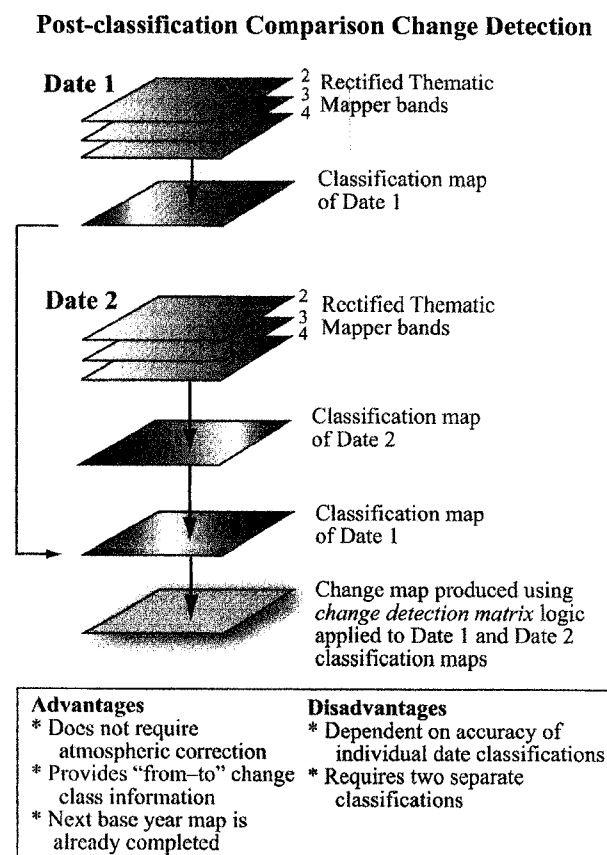 Post-classification Comparison Change Detection
Date 1
2
3
4
Rectified Thematic
Mapper bands
Classification map
of Date 1
Date 2
2
3
4
Rectified Thematic
Mapper bands
Classification map
of Date 2
Classification map
of Date 1
Change map produced using
change detection matrix logic
applied to Date 1 and Date 2
classification maps
Advantages
* Does not require
atmospheric correction
* Provides “from–to” change
class information
* Next base year map is
already completed
Disadvantages
* Dependent on accuracy of
individual date classifications
* Requires two separate
classifications